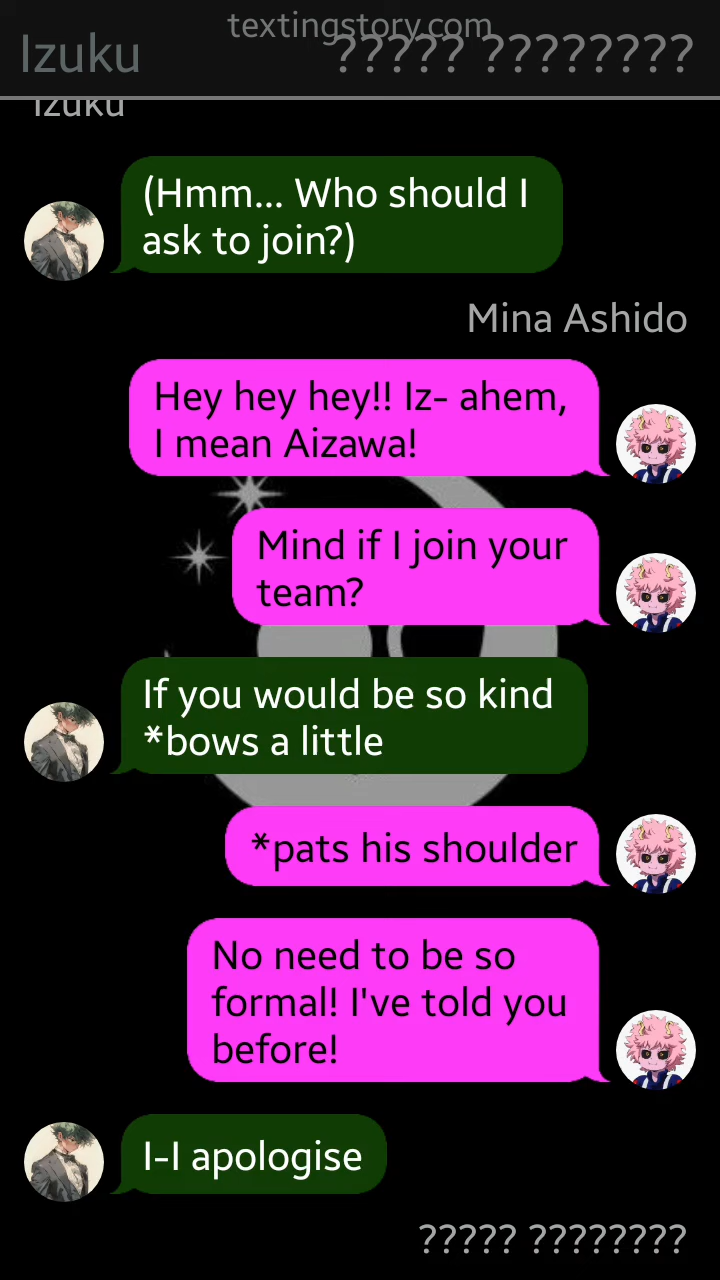 textingstory.com
Izuku
????? ????????
Izuku
(Hmm... Who should I
ask to join?)
Mina Ashido
Hey hey hey!! Iz- ahem,
I mean Aizawa!
Mind if I join your
team?
If you would be so kind
*bows a little
*pats his shoulder
No need to be so
formal! I've told you
before!
I-I apologise
????? ????????